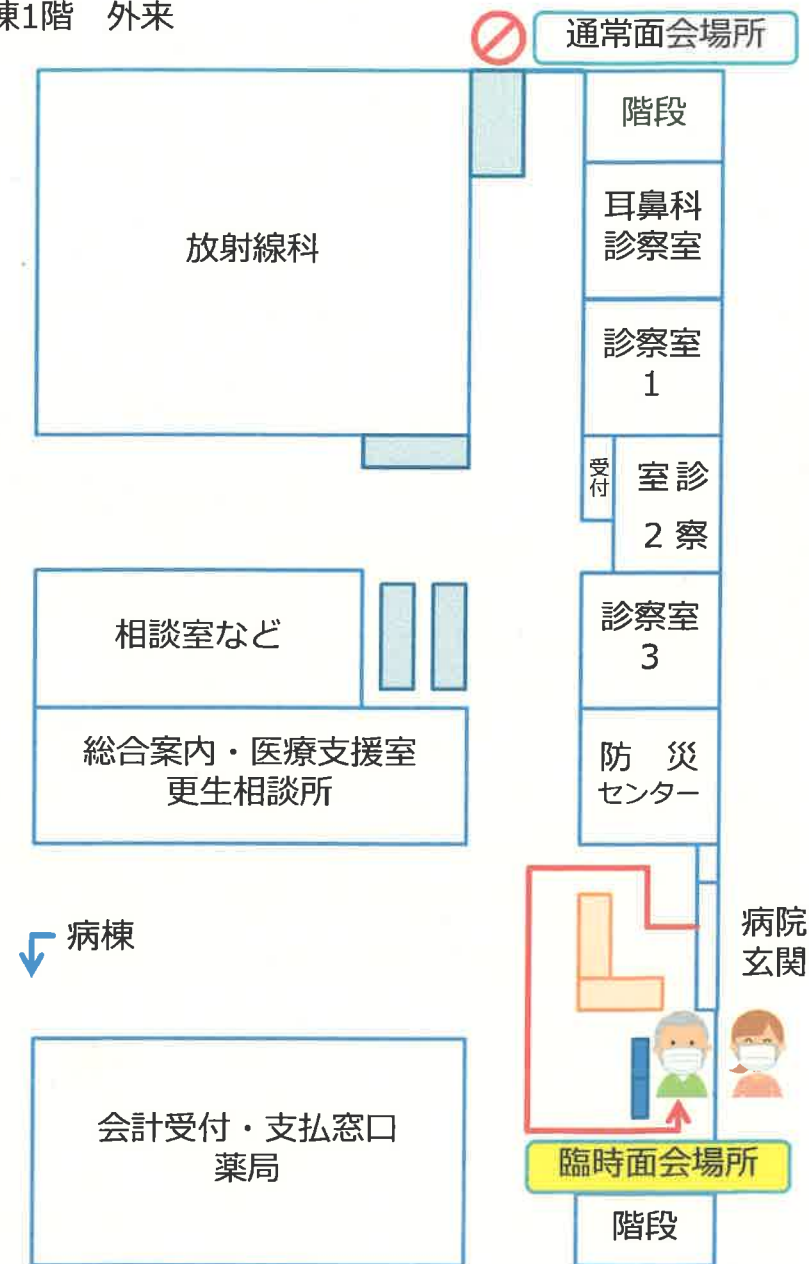 棟1階 外来
通常面会場所
階段
耳鼻科
診察室
放射線科
診察室
1
受付
室診
2察
相談室など
診察室
3
総合案内・医療支援室
更生相談所
防 災
センター
病棟
病院
玄関
会計受付・支払窓口
薬局
臨時面会場所
階段